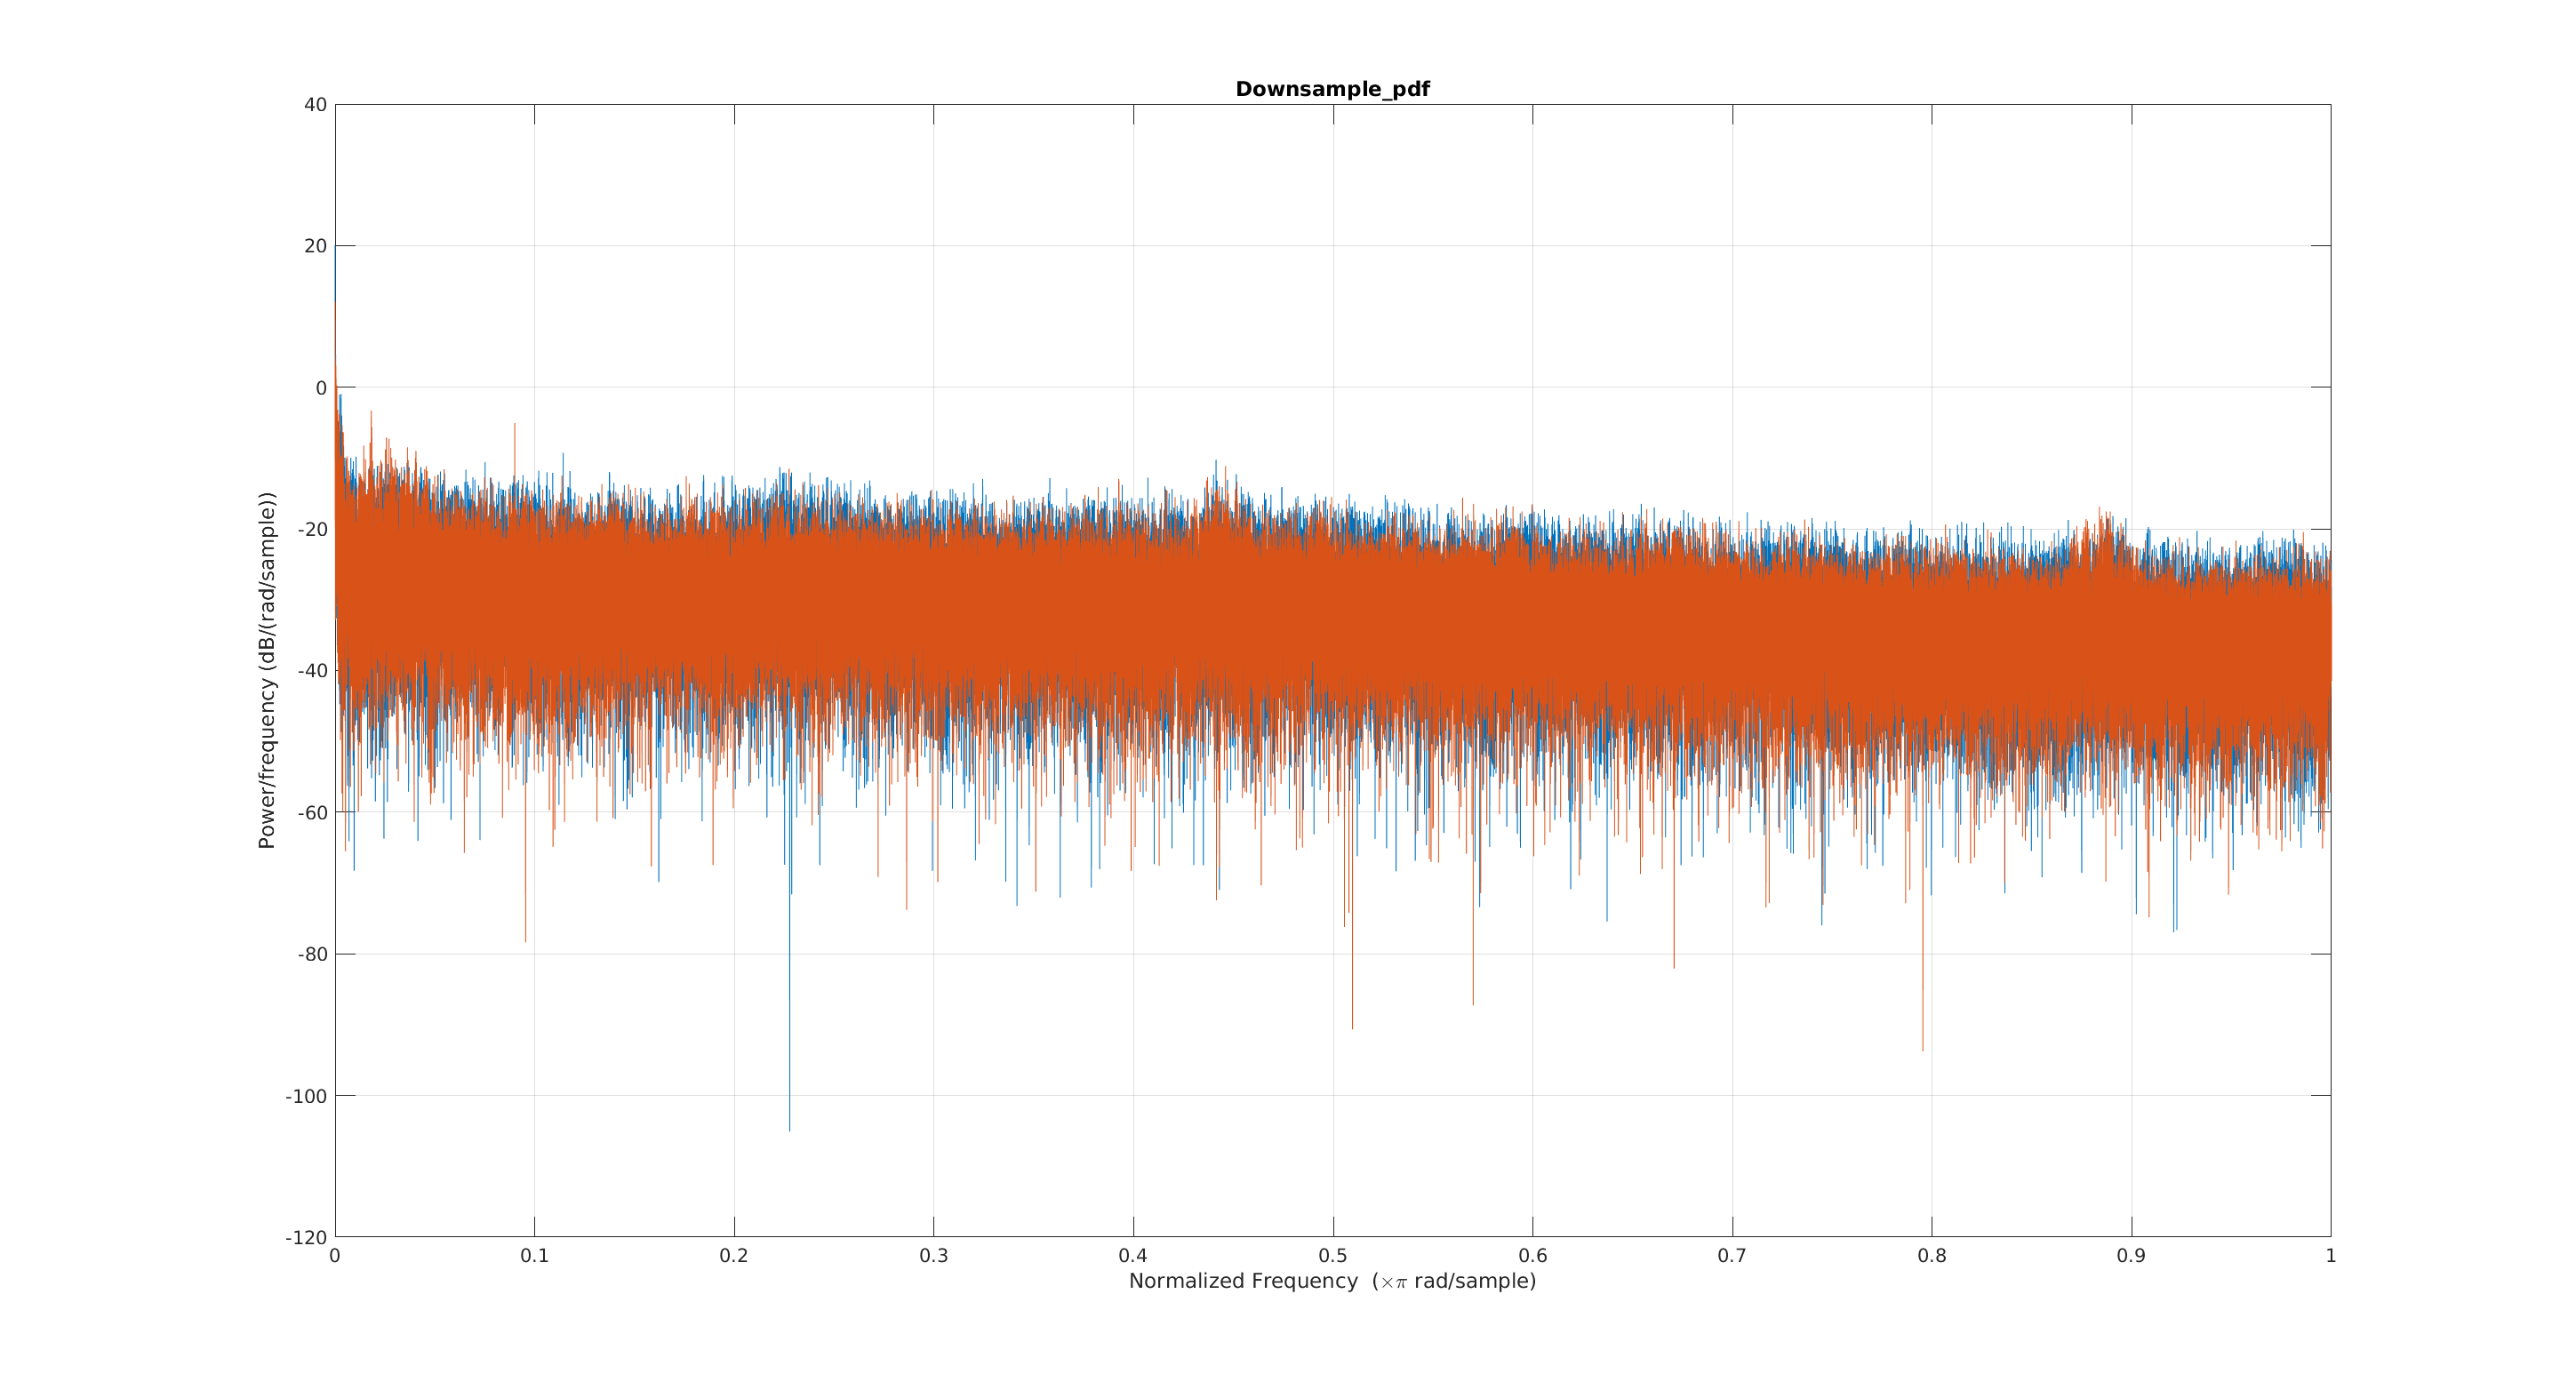 Downsample_pdf
40
20
0
-20
-40
-60
-80
-100
-120
Power/frequency (dB/(rad/sample))
0 0.1 0.2 0.3 0.4 0.5 0.6 0.7 0.8 0.9 1
Normalized Frequency (×π rad/sample)